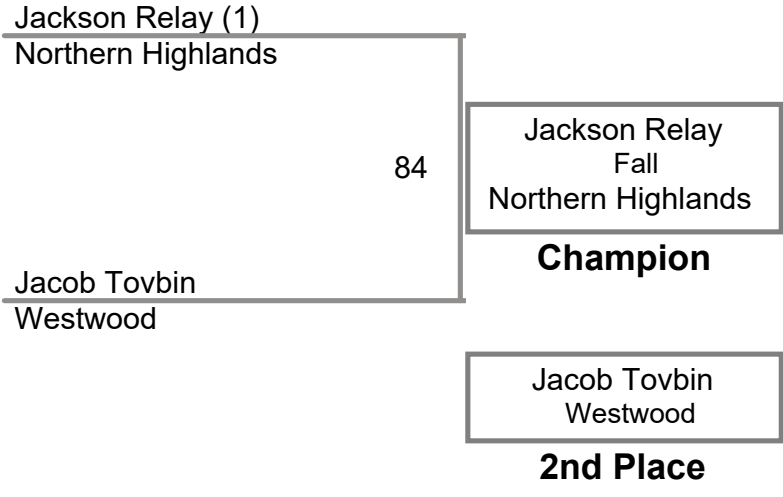 Jackson Relay (1)
Northern Highlands
84
Jacob Tovbin
Westwood
Jackson Relay
Fall
Northern Highlands
Champion
Jacob Tovbin
Westwood
2nd Place